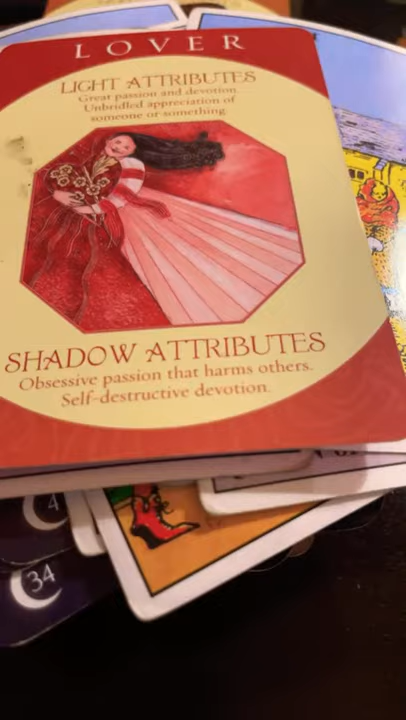 LOVER
LIGHT ATTRIBUTES
Great passion and devotion.
Unbridled appreciation of
someone or something.
SHADOW ATTRIBUTES
Obsessive passion that harms others.
Self-destructive devotion.
4
34